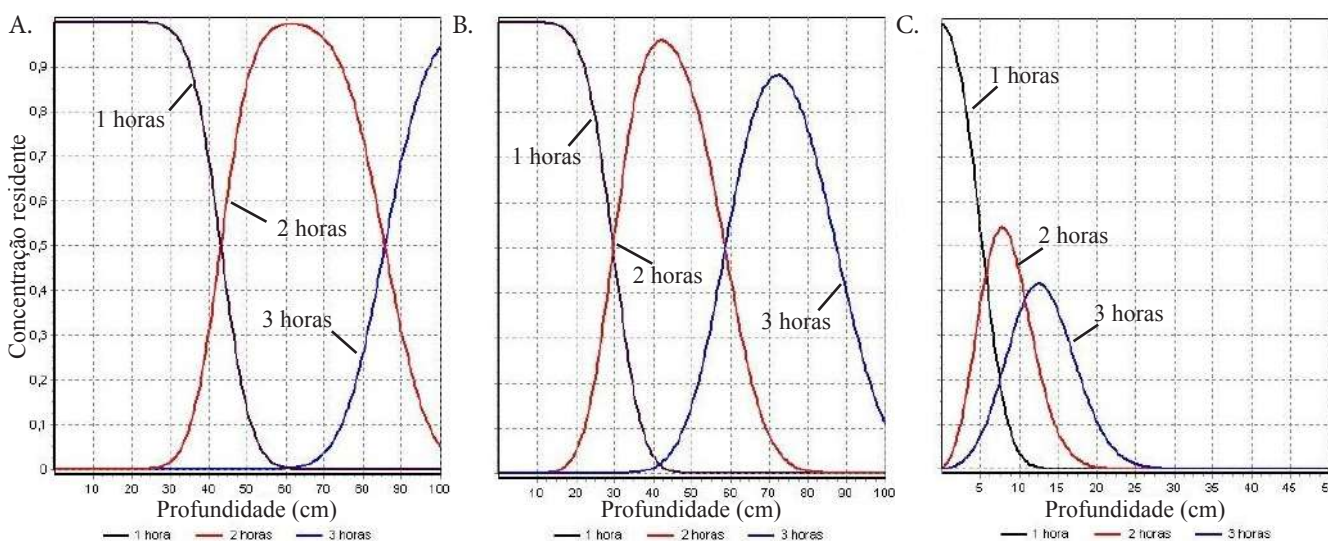 A.
B.
C.
Concentração residente
0,9
0,8
0,7
0,6
0,5
0,4
0,3
0,2
0,1
0
1 horas
2 horas
3 horas
10 20 30 40 50 60 70 80 90 100
Profundidade (cm)
1 hora 2 horas 3 horas
1 horas
2 horas
3 horas
10 20 30 40 50 60 70 80 90 100
Profundidade (cm)
1 hora 2 horas 3 horas
1 horas
2 horas
3 horas
5 10 15 20 25 30 35 40 45 50
Profundidade (cm)
1 hora 2 horas 3 horas